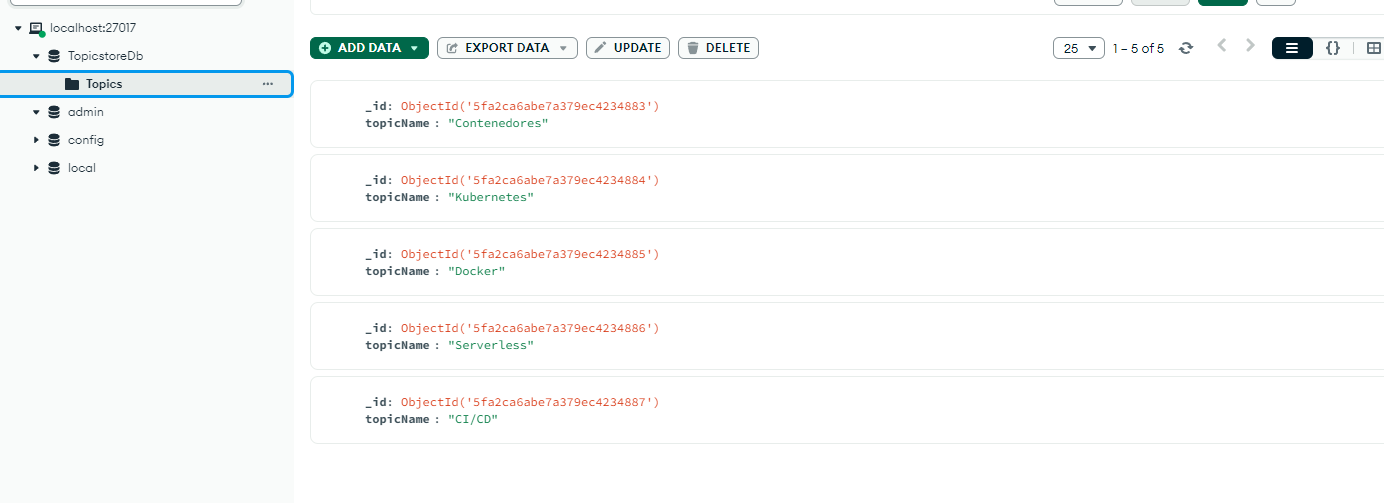 localhost:27017
TopicstoreDb
Topics
admin
config
local
ADD DATA EXPORT DATA UPDATE DELETE 25 1 – 5 of 5 {}
_id: ObjectId('5fa2ca6abe7a379ec4234883')
topicName : "Contenedores"
_id: ObjectId('5fa2ca6abe7a379ec4234884')
topicName : "Kubernetes"
_id: ObjectId('5fa2ca6abe7a379ec4234885')
topicName : "Docker"
_id: ObjectId('5fa2ca6abe7a379ec4234886')
topicName : "Serverless"
_id: ObjectId('5fa2ca6abe7a379ec4234887')
topicName : "CI/CD"